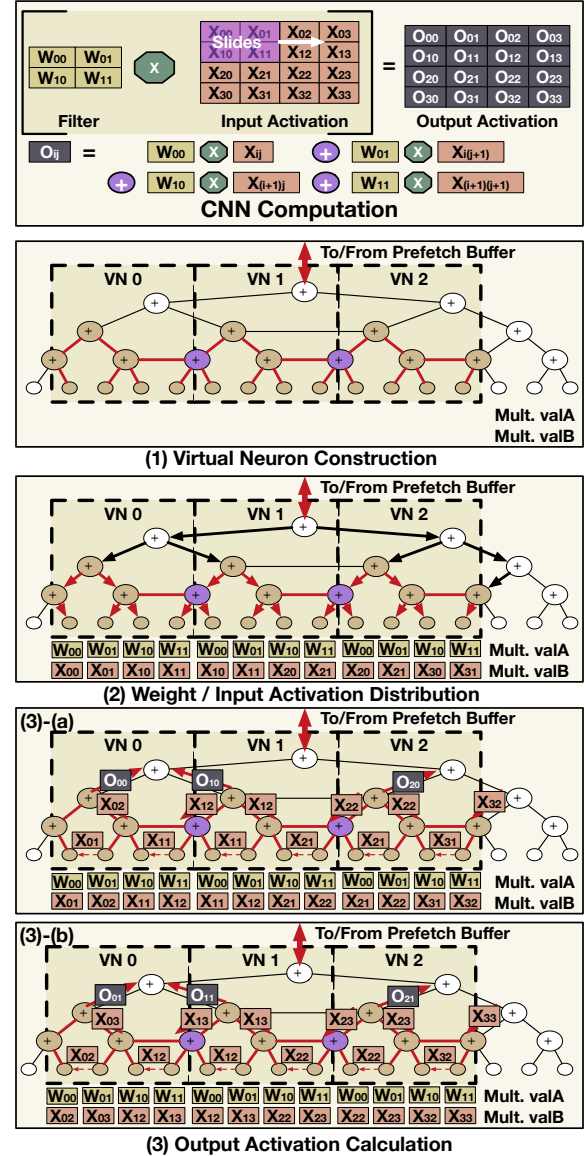 W00 W01
W10 W11
X
X00 X01 X02 X03
X10 X11 X12 X13
X20 X21 X22 X23
X30 X31 X32 X33
Slides
=
O00 O01 O02 O03
O10 O11 O12 O13
O20 O21 O22 O23
O30 O31 O32 O33
Filter Input Activation Output Activation
Oij = W00 X Xij + W01 X Xi(j+1)
+ W10 X X(i+1)j + W11 X X(i+1)(j+1)
CNN Computation
To/From Prefetch Buffer
VN 0 VN 1 VN 2
+
+ +
+ + + +
+ + + + + + + +
Mult. valA
Mult. valB
(1) Virtual Neuron Construction
To/From Prefetch Buffer
VN 0 VN 1 VN 2
+
+ +
+ + + +
+ + + + + + + +
W00 W01 W10 W11 W00 W01 W10 W11 W00 W01 W10 W11 Mult. valA
X00 X01 X10 X11 X10 X11 X20 X21 X20 X21 X30 X31 Mult. valB
(2) Weight / Input Activation Distribution
(3)-(a)
To/From Prefetch Buffer
VN 0 VN 1 VN 2
+
O00 + O10 O20 +
+ X02 X12 + X12 X22 + X22 X32 +
+ + + + + + + +
X01 X11 X11 X21 X21 X31
W00 W01 W10 W11 W00 W01 W10 W11 W00 W01 W10 W11 Mult. valA
X01 X02 X11 X12 X11 X12 X21 X22 X21 X22 X31 X32 Mult. valB
(3)-(b)
To/From Prefetch Buffer
VN 0 VN 1 VN 2
+
O01 + O11 O21 +
+ X03 X13 + X13 X23 + X23 X33 +
+ + + + + + + +
X02 X12 X12 X22 X22 X32
W00 W01 W10 W11 W00 W01 W10 W11 W00 W01 W10 W11 Mult. valA
X02 X03 X12 X13 X12 X13 X22 X23 X22 X23 X32 X33 Mult. valB
(3) Output Activation Calculation